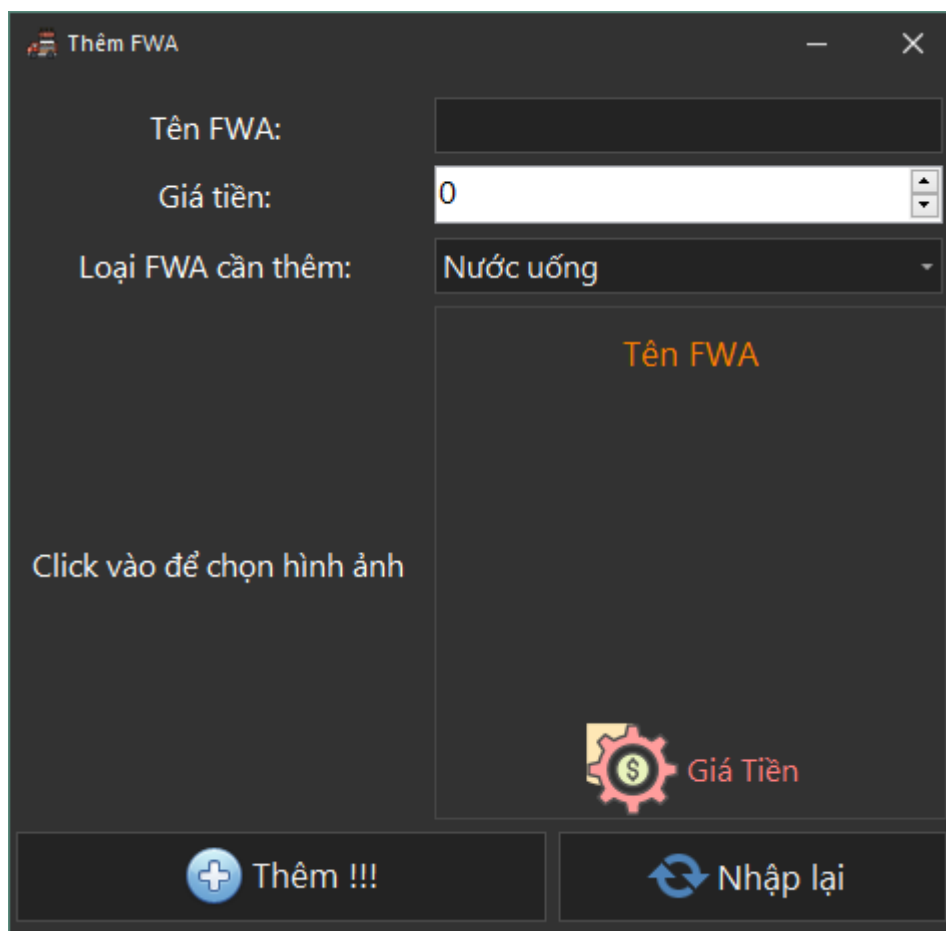 Thêm FWA
Tên FWA:
Giá tiền:
0
Loại FWA cần thêm:
Nước uống
Tên FWA
Click vào để chọn hình ảnh
$
Giá Tiền
Thêm !!!
Nhập lại